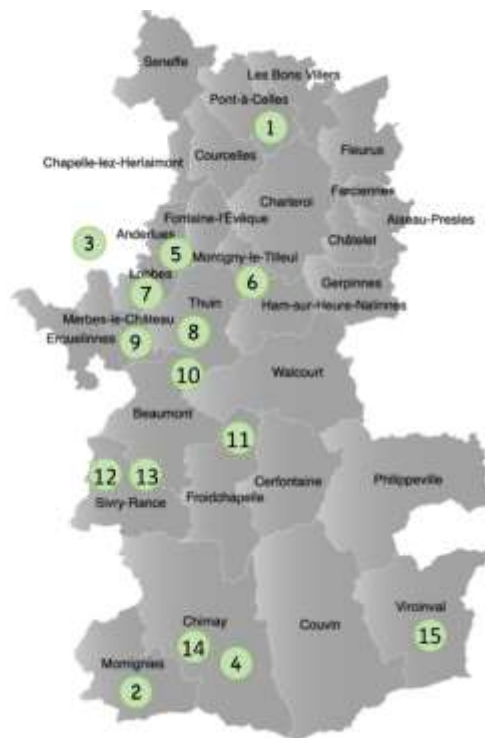 Seneffe
Les Bons Villers
Pont-à-Celles
1
Courcelles
Fleurus
Chapelle-lez-Herlaimont
Farciennes
Charleroi
Fontaine-l'Évêque
Aiseau-Presles
Anderlues
Châtelet
3
5
Montigny-le-Tilleul
Lobbes
6
Gerpinnes
7
Thuin
Ham-sur-Heure-Nalinnes
Merbes-le-Château
8
Erquelinnes
9
10
Walcourt
Beaumont
11
12
13
Cerfontaine
Philippeville
Froidchapelle
Sivry-Rance
Viroinval
Chimay
Couvin
15
14
4
Momignies
2